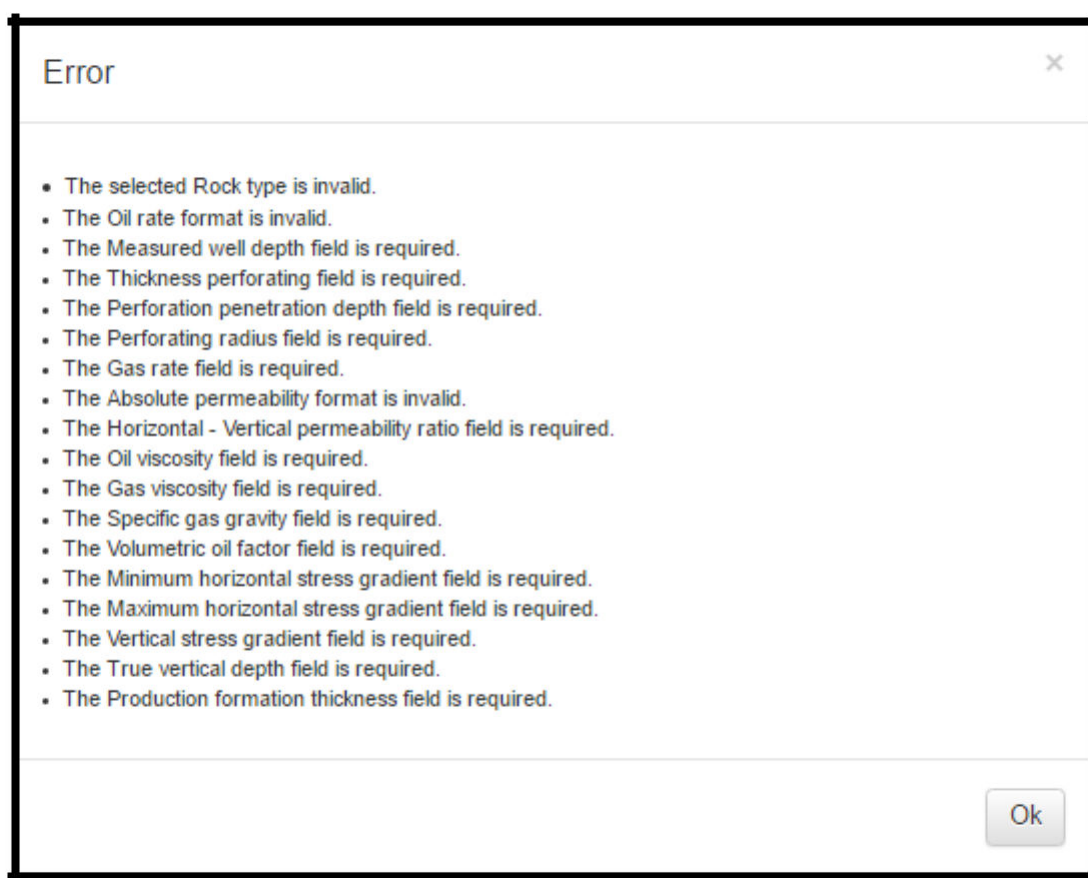 Error
×
• The selected Rock type is invalid.
• The Oil rate format is invalid.
• The Measured well depth field is required.
• The Thickness perforating field is required.
• The Perforation penetration depth field is required.
• The Perforating radius field is required.
• The Gas rate field is required.
• The Absolute permeability format is invalid.
• The Horizontal - Vertical permeability ratio field is required.
• The Oil viscosity field is required.
• The Gas viscosity field is required.
• The Specific gas gravity field is required.
• The Volumetric oil factor field is required.
• The Minimum horizontal stress gradient field is required.
• The Maximum horizontal stress gradient field is required.
• The Vertical stress gradient field is required.
• The True vertical depth field is required.
• The Production formation thickness field is required.
Ok